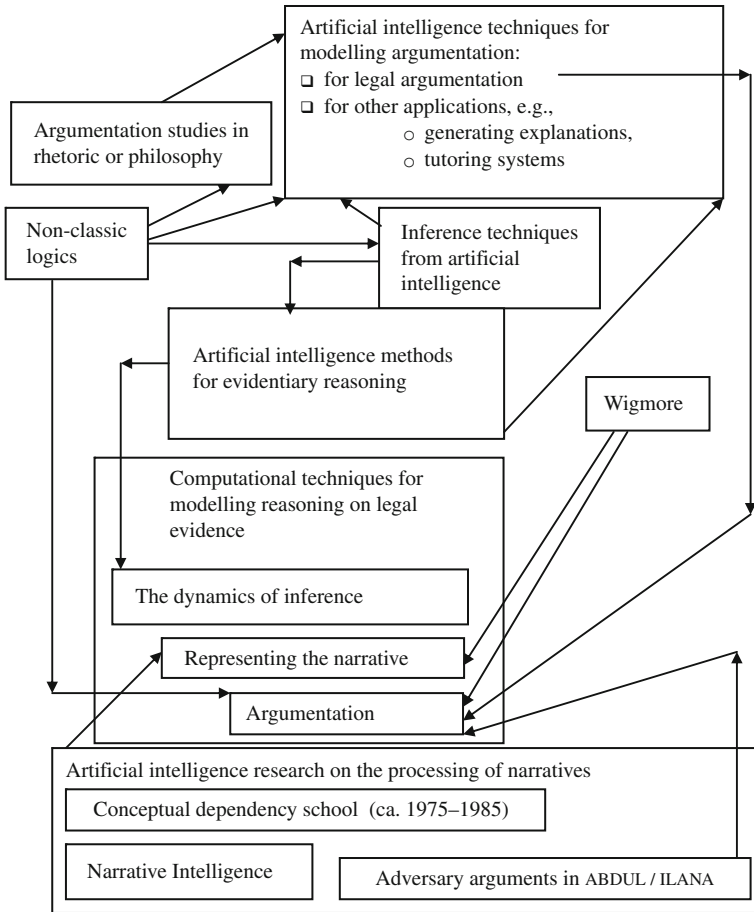 Artificial intelligence techniques for
modelling argumentation:
❑ for legal argumentation
❑ for other applications, e.g.,
○ generating explanations,
○ tutoring systems
Argumentation studies in
rhetoric or philosophy
Non-classic
logics
Inference techniques
from artificial
intelligence
Artificial intelligence methods
for evidentiary reasoning
Wigmore
Computational techniques for
modelling reasoning on legal
evidence
The dynamics of inference
Representing the narrative
Argumentation
Artificial intelligence research on the processing of narratives
Conceptual dependency school (ca. 1975–1985)
Narrative Intelligence
Adversary arguments in ABDUL / ILANA